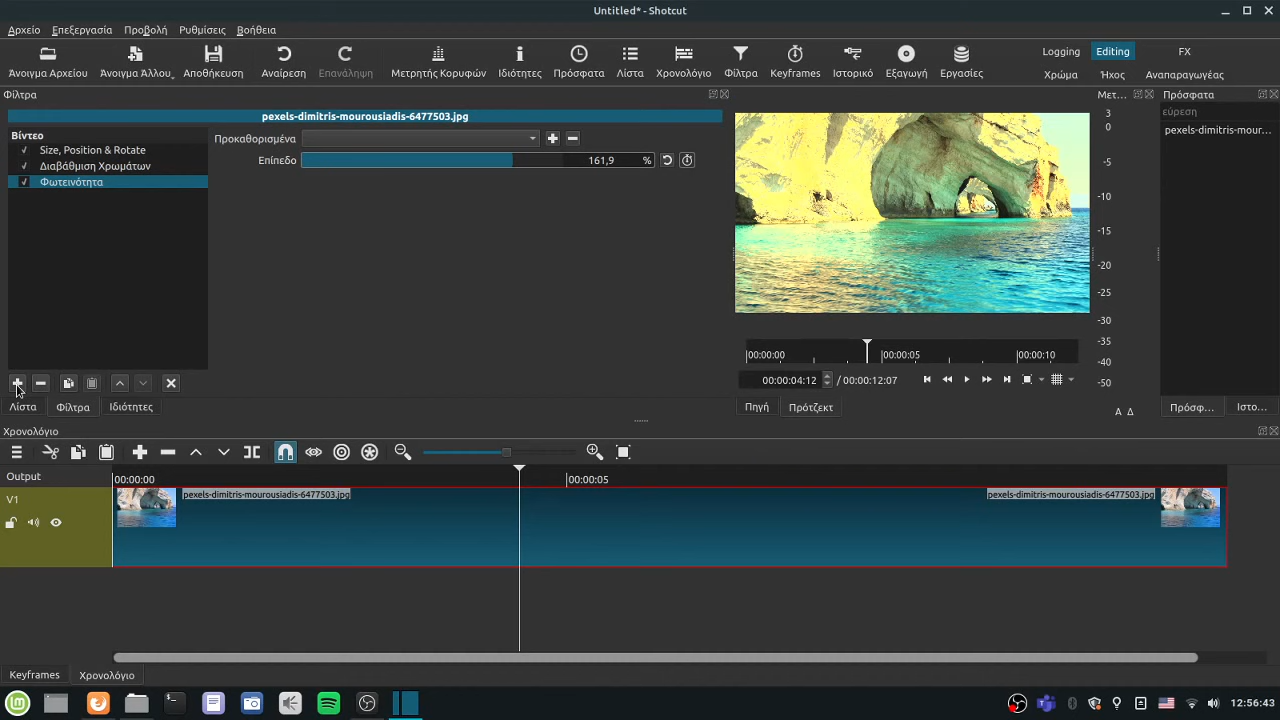 Untitled* - Shotcut
Αρχείο Επεξεργασία Προβολή Ρυθμίσεις Βοήθεια
Άνοιγμα Αρχείου Άνοιγμα Άλλου Αποθήκευση Αναίρεση Επανάληψη Μετρητής Κορυφών Ιδιότητες Πρόσφατα Λίστα Χρονολόγιο Φίλτρα Keyframes Ιστορικό Εξαγωγή Εργασίες
Logging Editing FX
Χρώμα Ήχος Αναπαραγωγέας
Φίλτρα
Μετ...
Πρόσφατα
pexels-dimitris-mourousiadis-6477503.jpg
εύρεση
pexels-dimitris-mour...
Βίντεο
Size, Position & Rotate
Διαβάθμιση Χρωμάτων
Φωτεινότητα
Προκαθορισμένα
Επίπεδο 161,9 %
3
0
-5
-10
-15
-20
-25
-30
-35
-40
-50
00:00:00 00:00:05 00:00:10
00:00:04:12 / 00:00:12:07
Λίστα Φίλτρα Ιδιότητες
Πηγή Πρότζεκτ
Πρόσφ... Ιστο...
Χρονολόγιο
Output
00:00:00 00:00:05
V1
pexels-dimitris-mourousiadis-6477503.jpg pexels-dimitris-mourousiadis-6477503.jpg
Keyframes Χρονολόγιο
12:56:43